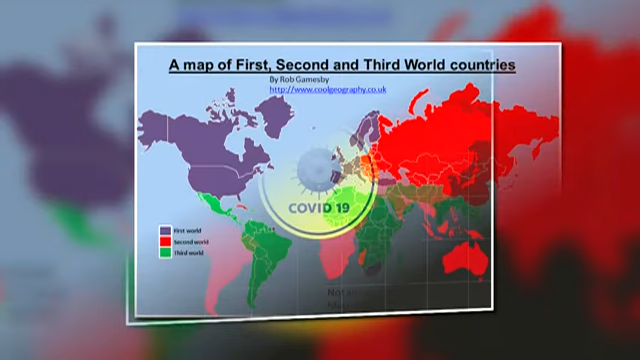 A map of First, Second and Third World countries
By Rob Gamesby
http://www.coolgeography.co.uk
COVID 19
First world
Second world
Third world